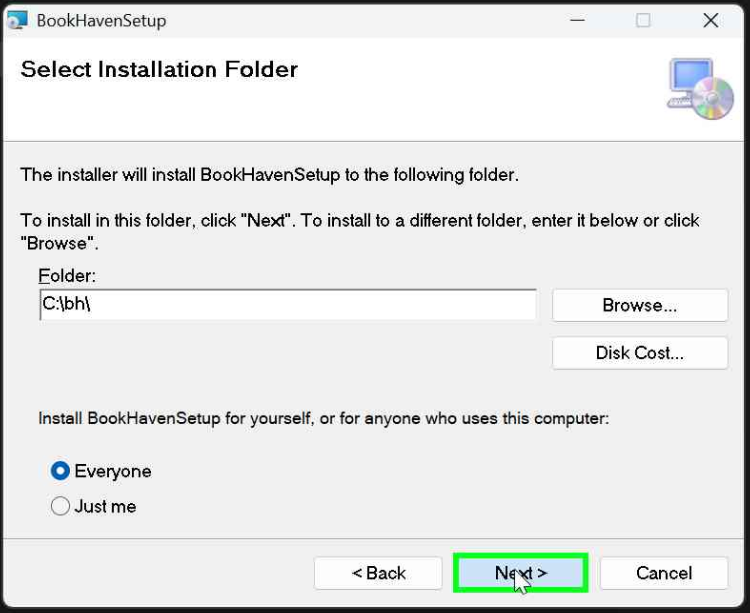 BookHavenSetup
Select Installation Folder
The installer will install BookHavenSetup to the following folder.
To install in this folder, click "Next". To install to a different folder, enter it below or click
"Browse".
Folder:
C:\bh\
Browse...
Disk Cost...
Install BookHavenSetup for yourself, or for anyone who uses this computer:
Everyone
Just me
< Back
Next >
Cancel